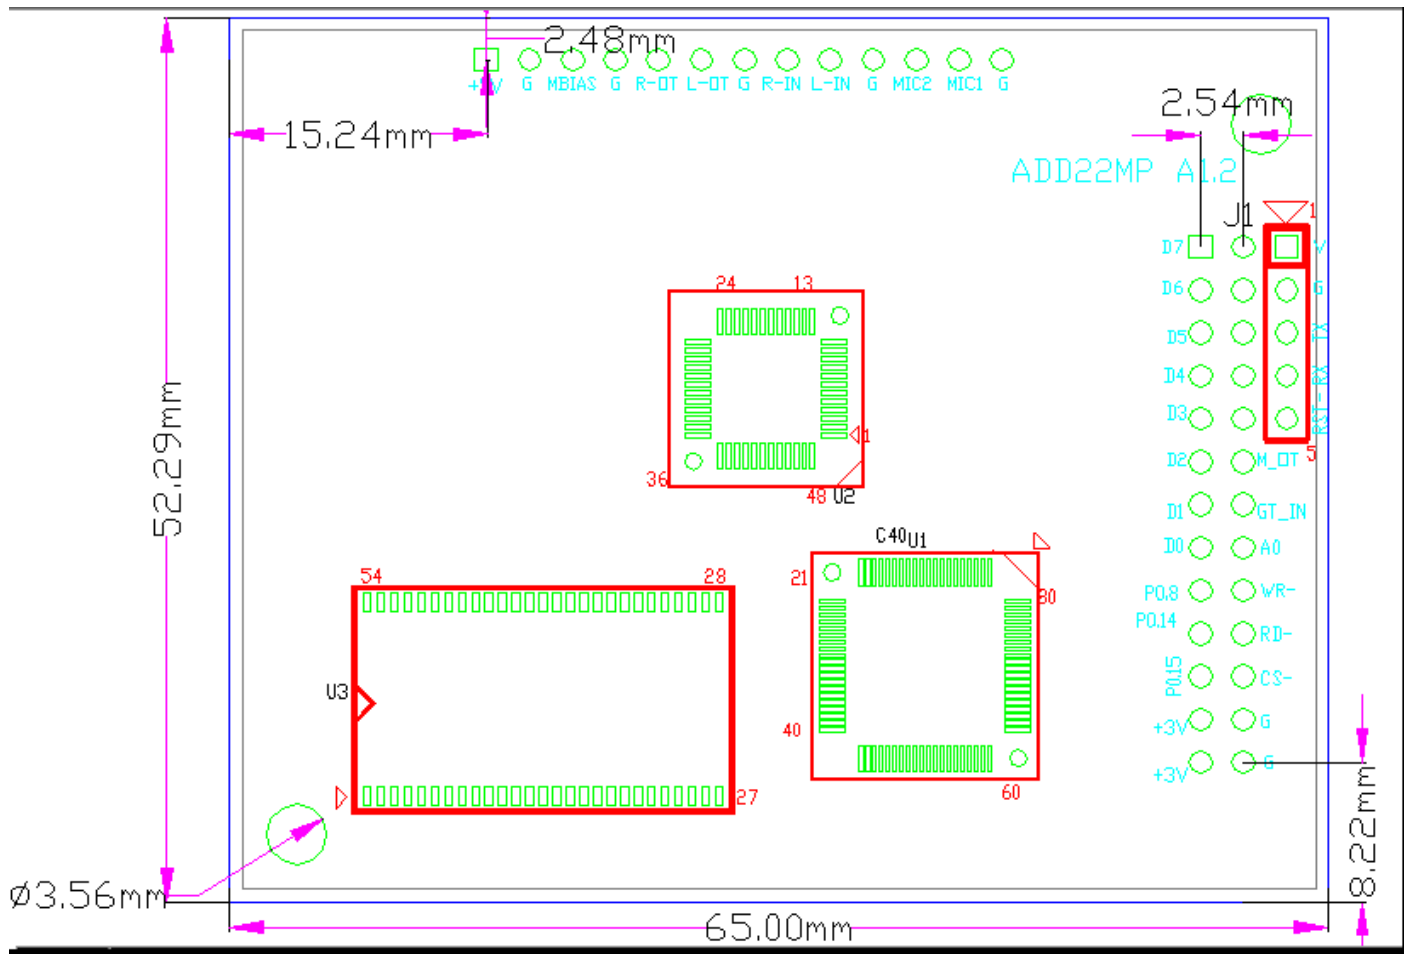 2.48mm
+5V G MBIAS G R-OT L-OT G R-IN L-IN G MIC2 MIC1 G
2.54mm
15.24mm
ADD22MP A1.2
J1
1
D7
V
D6
G
D5
TX
D4
RX
D3
RST-
D2
M_OT
5
D1
GT_IN
D0
A0
P0.8
WR-
P0.14
RD-
P0.15
CS-
+3V
G
+3V
G
24
13
1
36
48
U2
C40
U1
21
80
40
60
54
28
U3
27
52.29mm
8.22mm
ø3.56mm
65.00mm